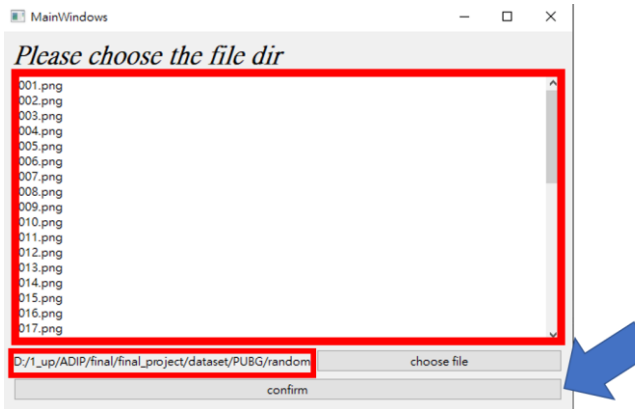 MainWindows
Please choose the file dir
001.png
002.png
003.png
004.png
005.png
006.png
007.png
008.png
009.png
010.png
011.png
012.png
013.png
014.png
015.png
016.png
017.png
D:/1_up/ADIP/final/final_project/dataset/PUBG/random
choose file
confirm